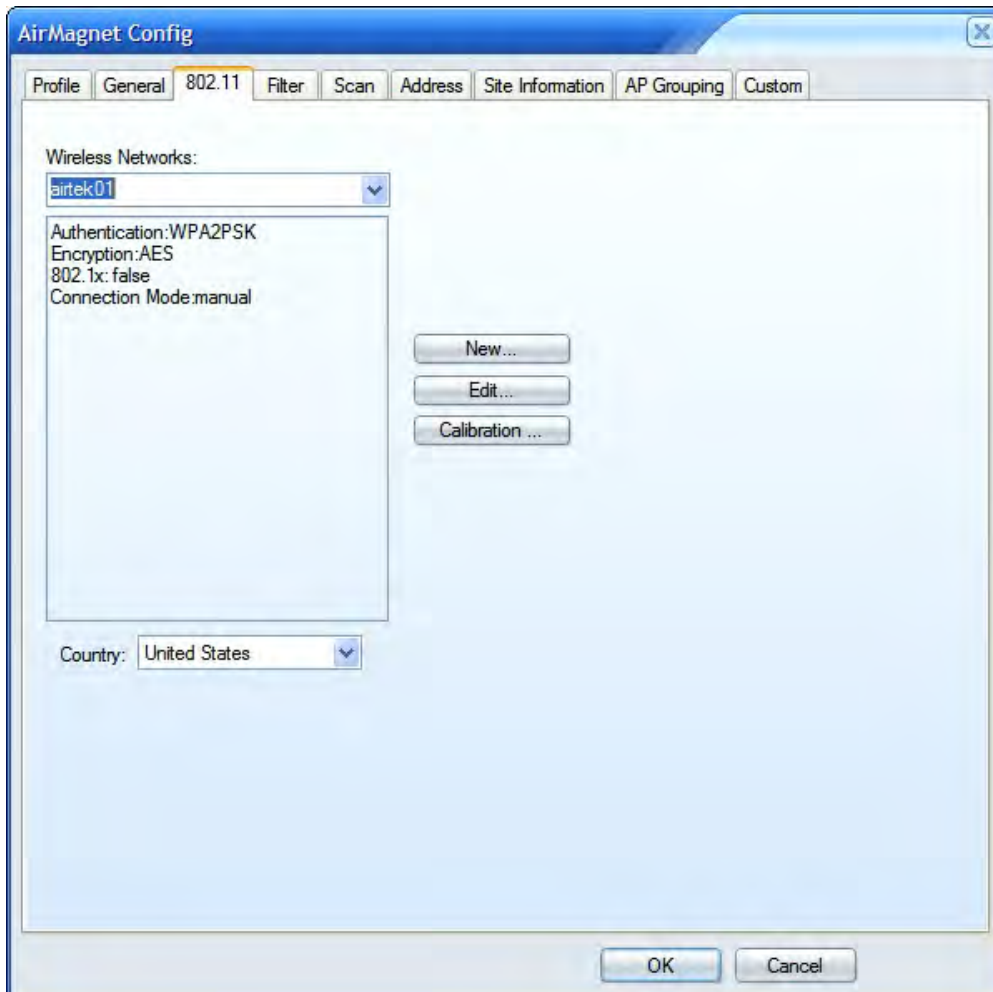 AirMagnet Config
Profile General 802.11 Filter Scan Address Site Information AP Grouping Custom
Wireless Networks:
airtek01
Authentication:WPA2PSK
Encryption:AES
802.1x: false
Connection Mode:manual
New...
Edit...
Calibration ...
Country: United States
OK Cancel